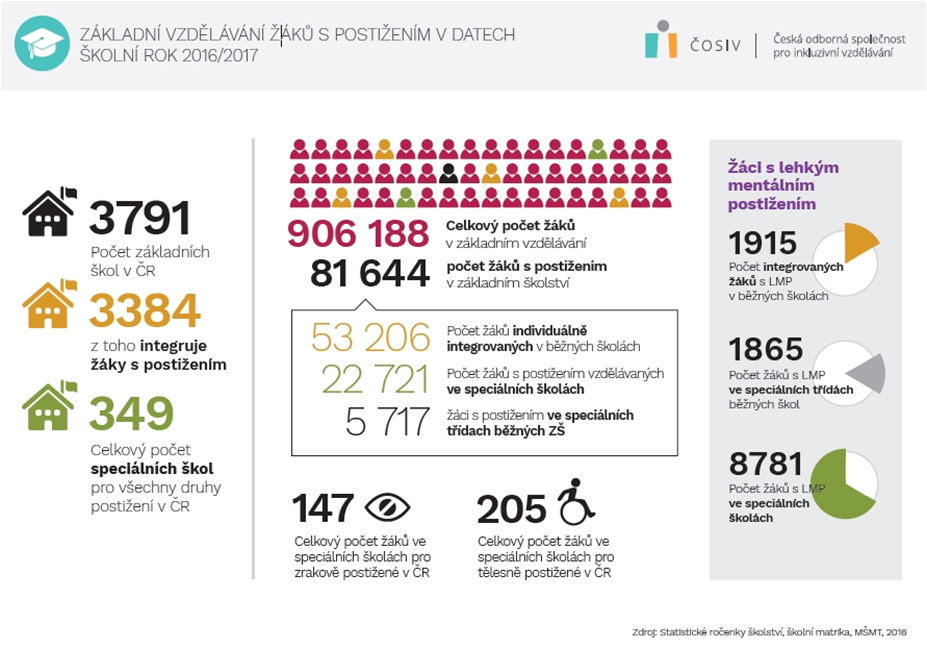 ZÁKLADNÍ VZDĚLÁVÁNÍ ŽÁKŮ S POSTIŽENÍM V DATECH
ŠKOLNÍ ROK 2016/2017
ČOSIV
Česká odborná společnost
pro inkluzivní vzdělávání
3791
Počet základních
škol v ČR
3384
z toho integruje
žáky s postižením
349
Celkový počet
speciálních škol
pro všechny druhy
postižení v ČR
906 188
Celkový počet žáků
v základním vzdělávání
81 644
počet žáků s postižením
v základním školství
53 206
Počet žáků individuálně
integrovaných v běžných školách
22 721
Počet žáků s postižením vzdělávaných
ve speciálních školách
5 717
žáci s postižením ve speciálních
třídách běžných ZŠ
147
Celkový počet žáků ve
speciálních školách pro
zrakově postižené v ČR
205
Celkový počet žáků ve
speciálních školách pro
tělesně postižené v ČR
Žáci s lehkým
mentálním
postižením
1915
Počet integrovaných
žáků s LMP
v běžných školách
1865
Počet žáků s LMP
ve speciálních třídách
běžných škol
8781
Počet žáků s LMP
ve speciálních
školách
Zdroj: Statistické ročenky školství, školní matrika, MŠMT, 2016